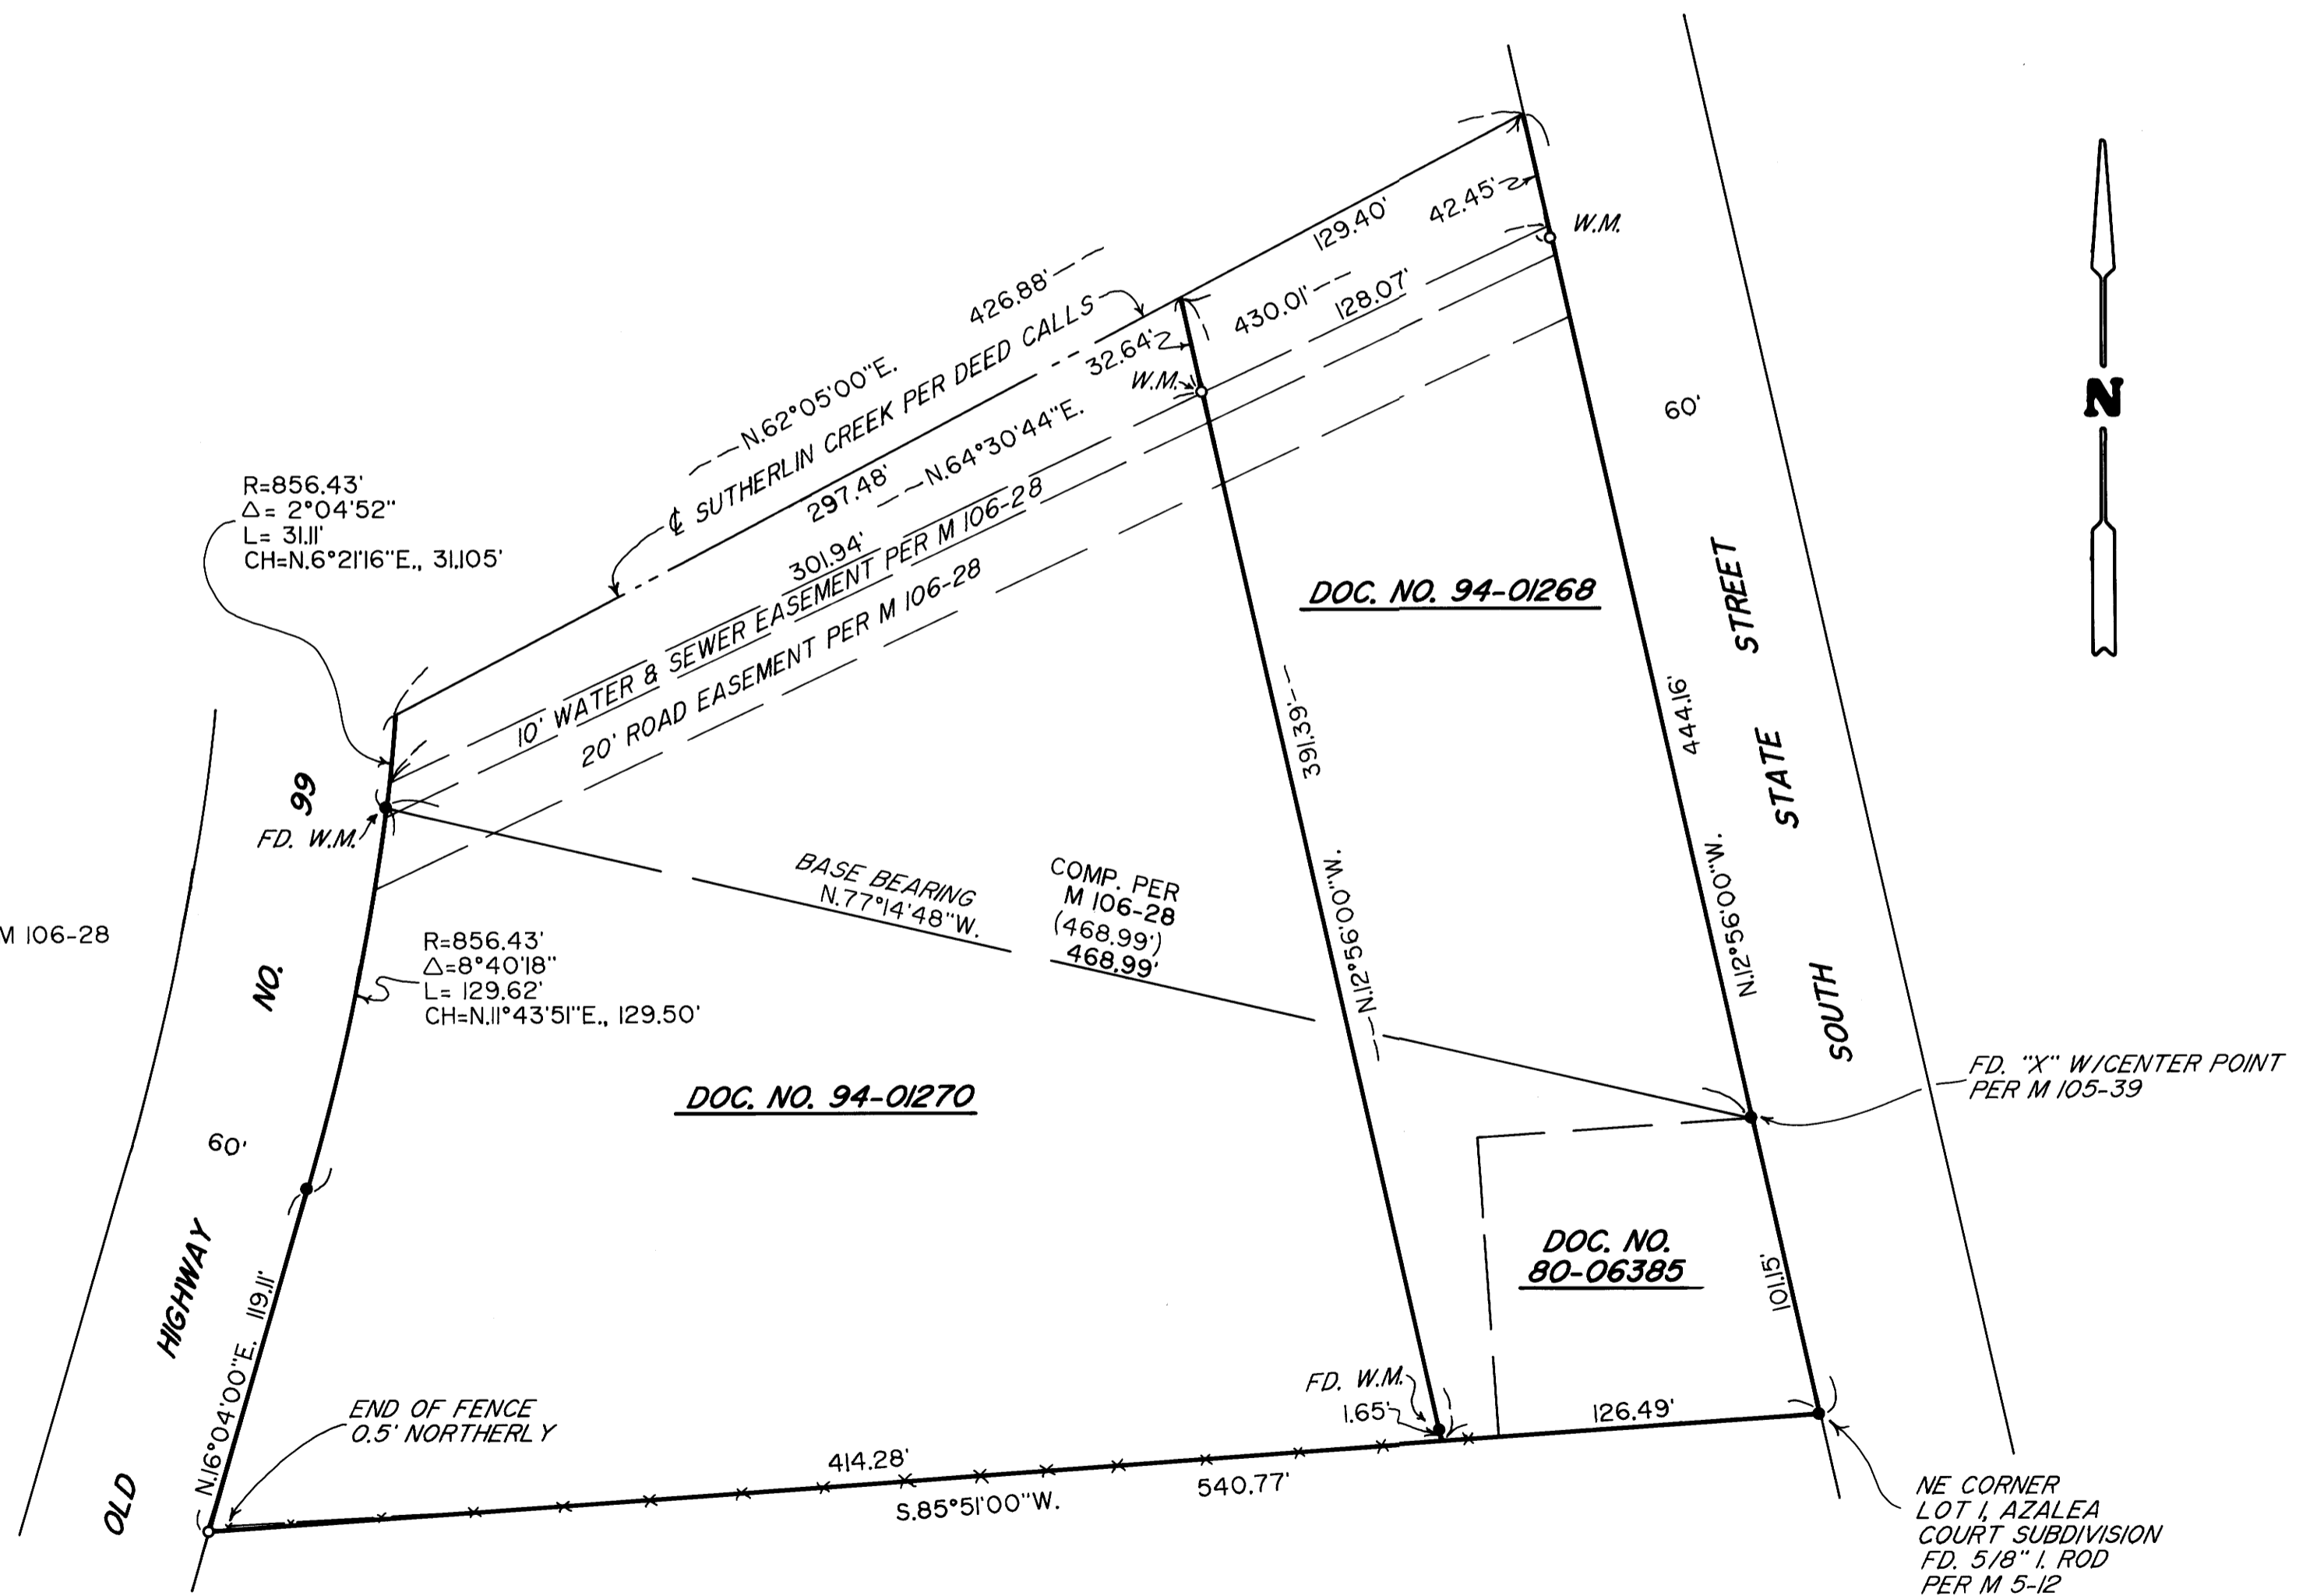 42.45'
129.40'
W.M.
426.88'
430.01'
128.07'
32.64'
W.M.
N.62°05'00"E.
℄ SUTHERLIN CREEK PER DEED CALLS
N.64°30'44"E.
297.48'
301.94'
60'
N
R=856.43'
△= 2°04'52"
L= 31.11'
CH=N.6°21'16"E., 31.105'
10' WATER & SEWER EASEMENT PER M 106-28
20' ROAD EASEMENT PER M 106-28
DOC. NO. 94-01268
391.39'
N.12°56'00"W.
444.16'
N.12°56'00"W.
SOUTH STATE STREET
FD. W.M.
BASE BEARING
N.77°14'48"W.
COMP. PER
M 106-28
(468.99')
468.99'
M 106-28
R=856.43'
△=8°40'18"
L= 129.62'
CH=N.11°43'51"E., 129.50'
DOC. NO. 94-01270
FD. "X" W/CENTER POINT
PER M 105-39
60'
OLD HIGHWAY NO. 99
N.16°04'00"E. 119.11'
DOC. NO.
80-06385
101.15'
END OF FENCE
0.5' NORTHERLY
FD. W.M.
1.65'
126.49'
414.28'
540.77'
S.85°51'00"W.
NE CORNER
LOT 1, AZALEA
COURT SUBDIVISION
FD. 5/8" I. ROD
PER M 5-12